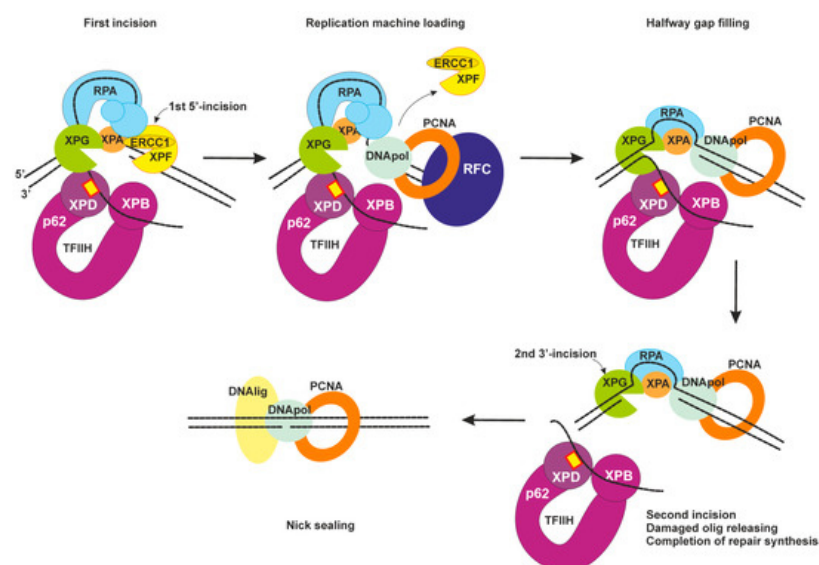 First incision
Replication machine loading
Halfway gap filling
RPA
1st 5'-incision
XPG
XPA
ERCC1
XPF
5'
3'
XPD
XPB
p62
TFIIH
ERCC1
XPF
RPA
PCNA
XPG
XPA
DNApol
RFC
XPD
XPB
p62
TFIIH
RPA
PCNA
XPG
XPA
DNApol
XPD
XPB
p62
TFIIH
2nd 3'-incision
RPA
PCNA
XPG
XPA
DNApol
XPD
XPB
p62
TFIIH
Second incision
Damaged olig releasing
Completion of repair synthesis
DNAlig
PCNA
DNApol
Nick sealing